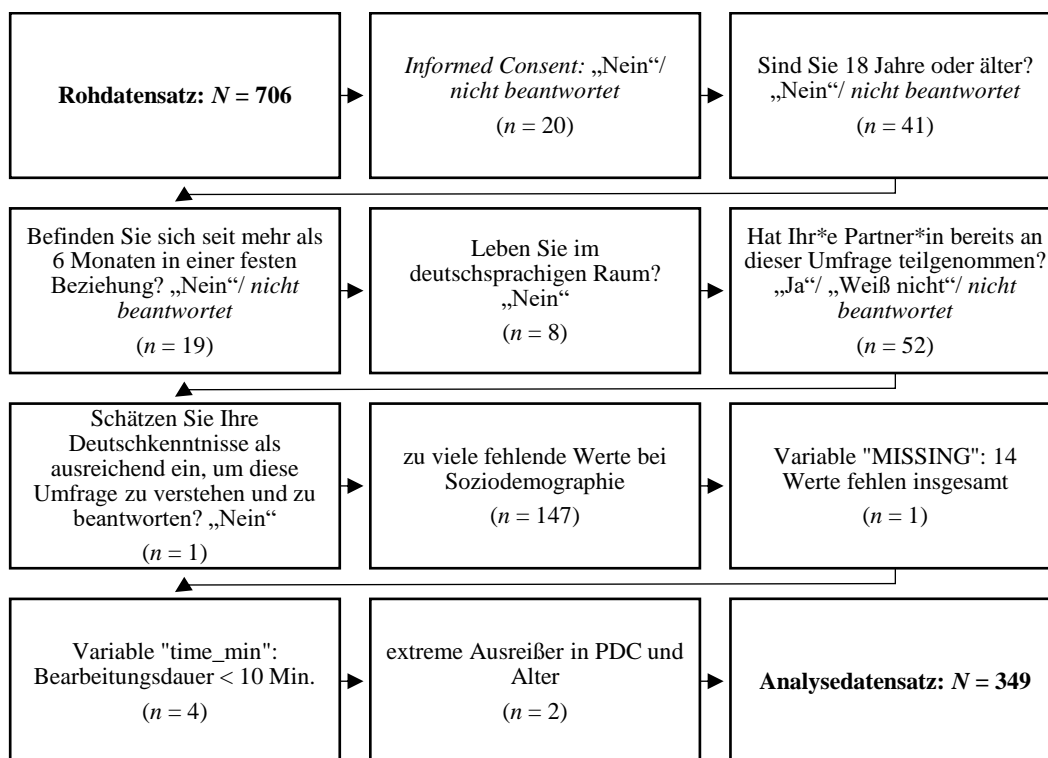 Rohdatensatz: N = 706
Informed Consent: „Nein“/
nicht beantwortet
(n = 20)
Sind Sie 18 Jahre oder älter?
„Nein“/ nicht beantwortet
(n = 41)
Befinden Sie sich seit mehr als
6 Monaten in einer festen
Beziehung? „Nein“/ nicht
beantwortet
(n = 19)
Leben Sie im
deutschsprachigen Raum?
„Nein“
(n = 8)
Hat Ihr*e Partner*in bereits an
dieser Umfrage teilgenommen?
„Ja“/ „Weiß nicht“/ nicht
beantwortet
(n = 52)
Schätzen Sie Ihre
Deutschkenntnisse als
ausreichend ein, um diese
Umfrage zu verstehen und zu
beantworten? „Nein“
(n = 1)
zu viele fehlende Werte bei
Soziodemographie
(n = 147)
Variable "MISSING": 14
Werte fehlen insgesamt
(n = 1)
Variable "time_min":
Bearbeitungsdauer < 10 Min.
(n = 4)
extreme Ausreißer in PDC und
Alter
(n = 2)
Analysedatensatz: N = 349